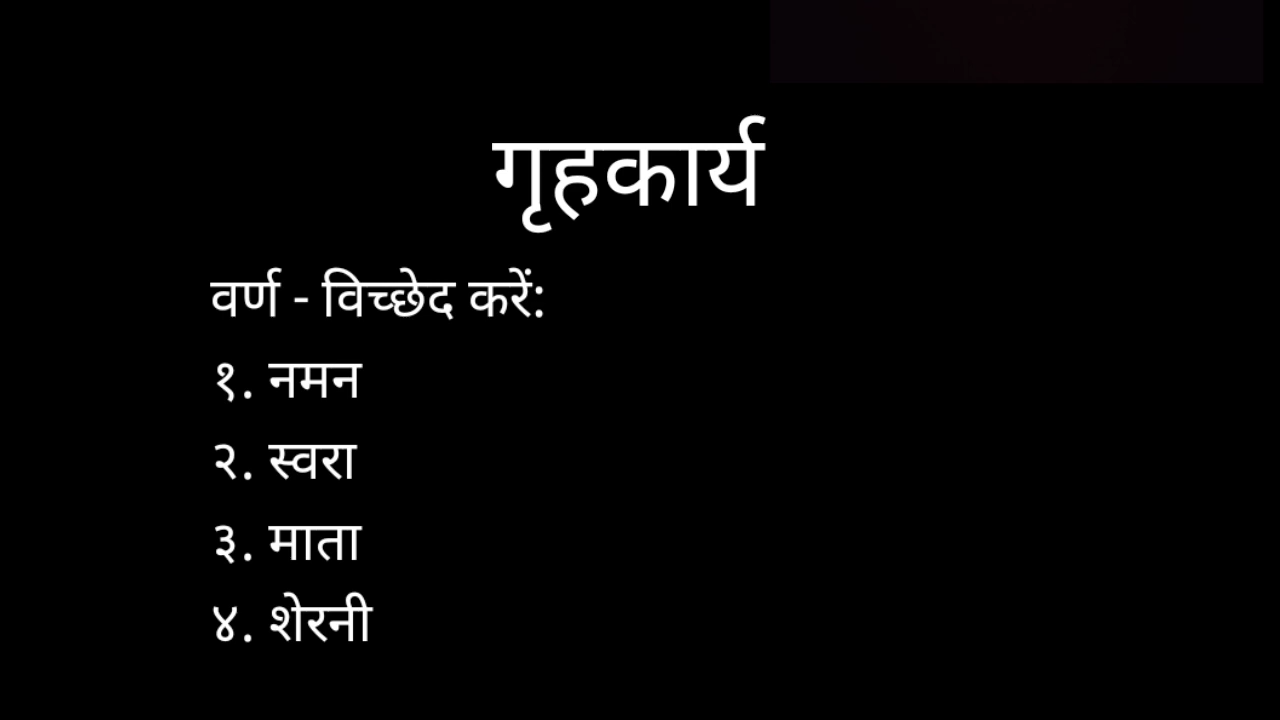 गृहकार्य
वर्ण - विच्छेद करें:
१. नमन
२. स्वरा
३. माता
४. शेरनी